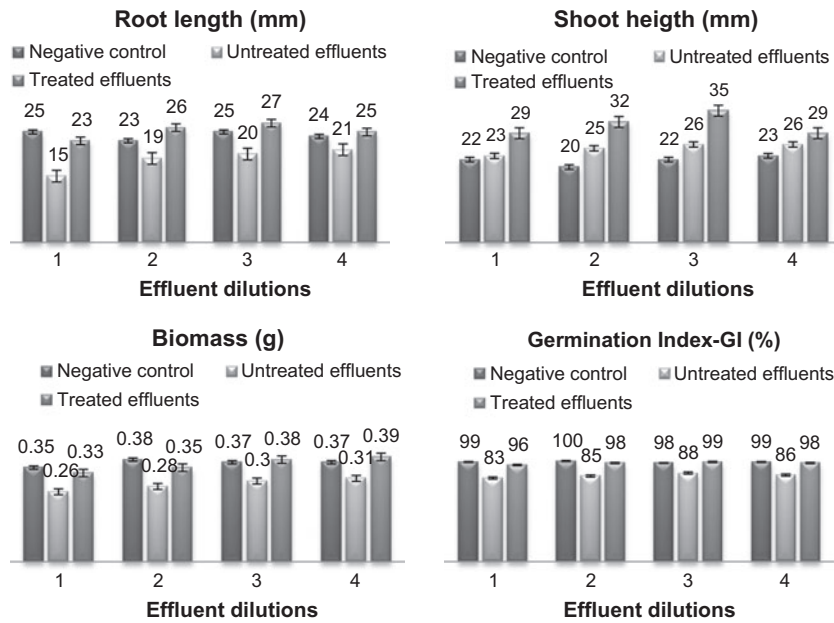 Root length (mm)
Negative control
Untreated effluents
Treated effluents
25 15 23
23 19 26
25 20 27
24 21 25
1 2 3 4
Effluent dilutions
Shoot heigth (mm)
Negative control
Untreated effluents
Treated effluents
22 23 29
20 25 32
22 26 35
23 26 29
1 2 3 4
Effluent dilutions
Biomass (g)
Negative control
Untreated effluents
Treated effluents
0.35 0.26 0.33
0.38 0.28 0.35
0.37 0.3 0.38
0.37 0.31 0.39
1 2 3 4
Effluent dilutions
Germination Index-GI (%)
Negative control
Untreated effluents
Treated effluents
99 83 96
100 85 98
98 88 99
99 86 98
1 2 3 4
Effluent dilutions